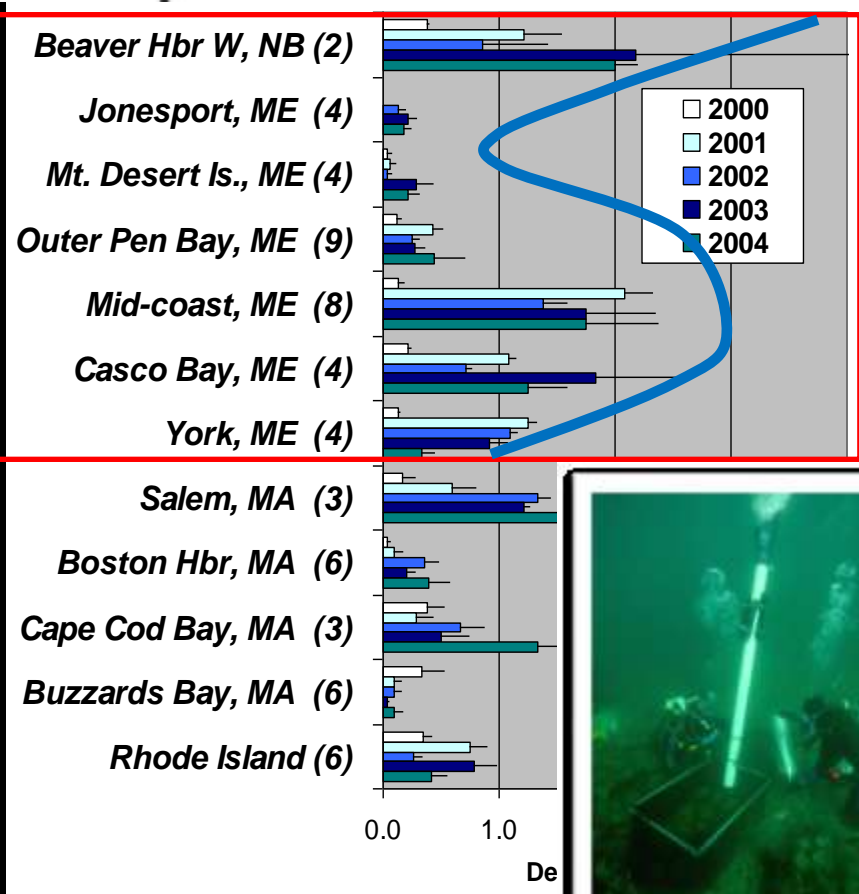 Beaver Hbr W, NB (2)
Jonesport, ME (4)
Mt. Desert Is., ME (4)
Outer Pen Bay, ME (9)
Mid-coast, ME (8)
Casco Bay, ME (4)
York, ME (4)
Salem, MA (3)
Boston Hbr, MA (6)
Cape Cod Bay, MA (3)
Buzzards Bay, MA (6)
Rhode Island (6)
2000
2001
2002
2003
2004
0.0 1.0
De